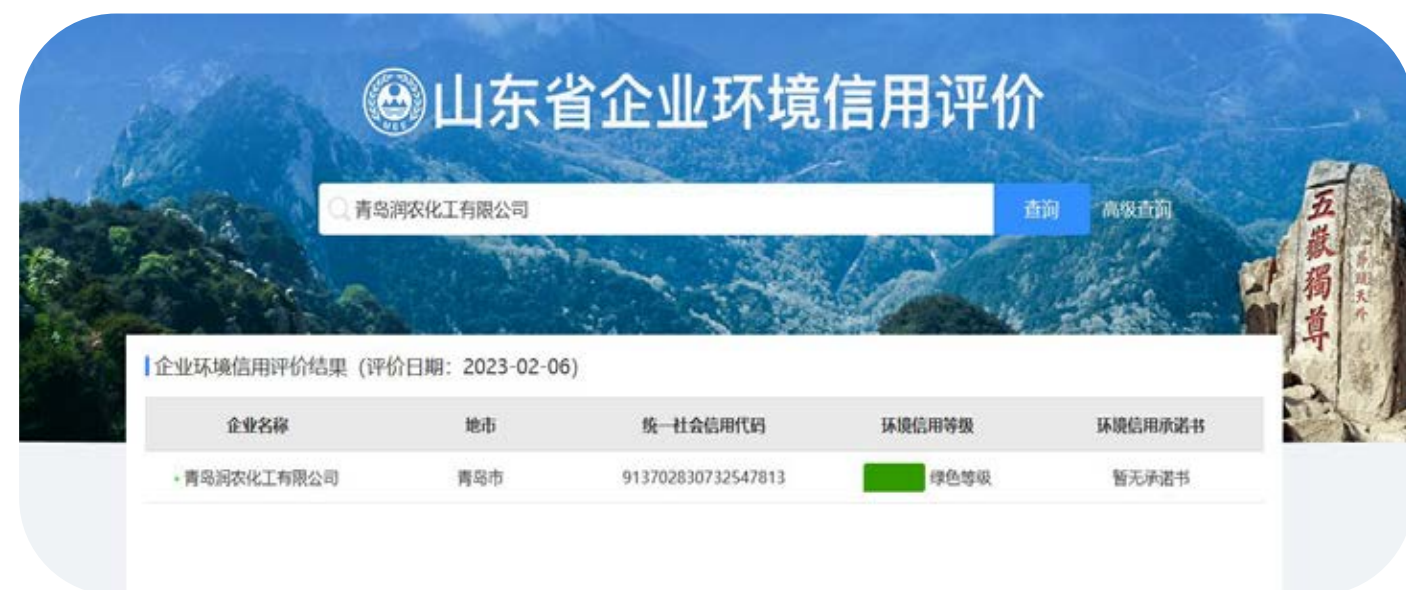 山东省企业环境信用评价
青岛润农化工有限公司
查询
高级查询
五嶽獨尊
企业环境信用评价结果（评价日期：2023-02-06）
企业名称 地市 统一社会信用代码 环境信用等级 环境信用承诺书
青岛润农化工有限公司 青岛市 913702830732547813 绿色等级 暂无承诺书